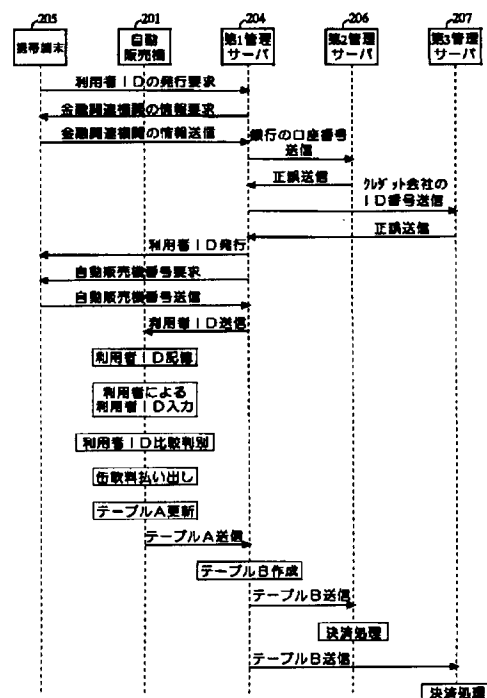 205
201
204
206
207
携帯端末
自動
販売機
第1管理
サーバ
第2管理
サーバ
第3管理
サーバ
利用者IDの発行要求
金融関連機関の情報要求
金融関連機関の情報送信
銀行の口座番号
送信
正誤送信
クレジット会社の
ID番号送信
正誤送信
利用者ID発行
自動販売機番号要求
自動販売機番号送信
利用者ID送信
利用者ID記憶
利用者による
利用者ID入力
利用者ID比較判別
缶飲料払い出し
テーブルA更新
テーブルA送信
テーブルB作成
テーブルB送信
決済処理
テーブルB送信
決済処理